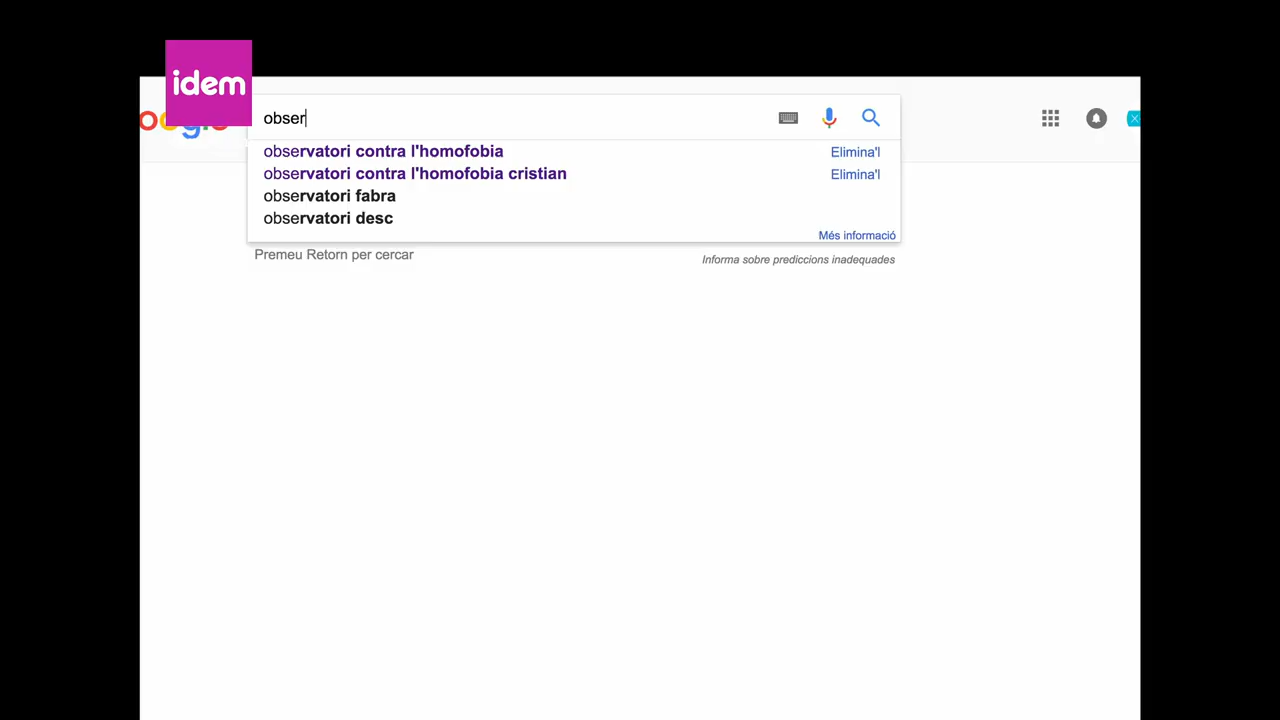 idem
obser
observatori contra l'homofobia Elimina'l
observatori contra l'homofobia cristian Elimina'l
observatori fabra
observatori desc
Més informació
Premeu Retorn per cercar
Informa sobre prediccions inadequades